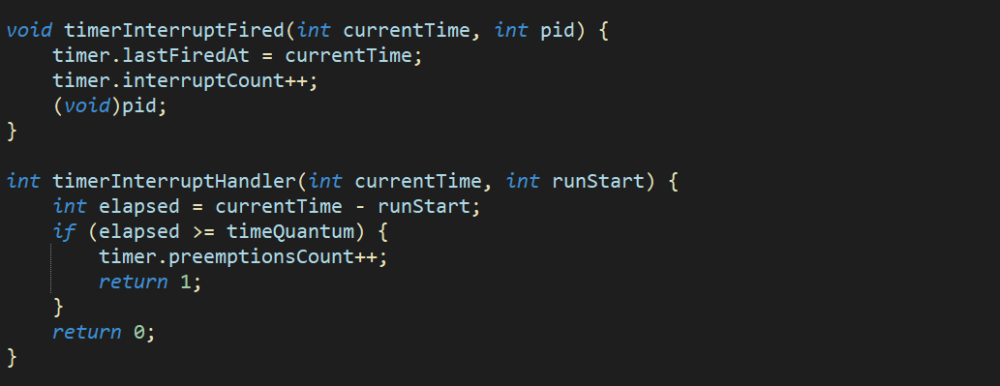 void timerInterruptFired(int currentTime, int pid) {
    timer.lastFiredAt = currentTime;
    timer.interruptCount++;
    (void)pid;
}

int timerInterruptHandler(int currentTime, int runStart) {
    int elapsed = currentTime - runStart;
    if (elapsed >= timeQuantum) {
        timer.preemptionsCount++;
        return 1;
    }
    return 0;
}